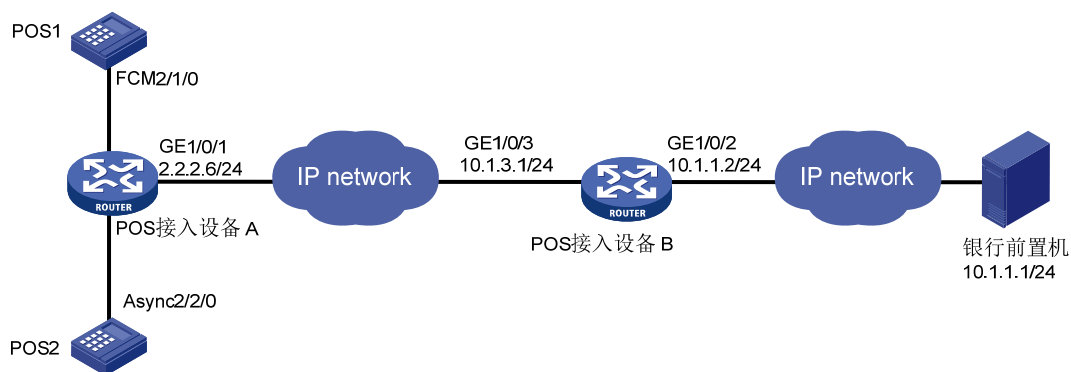 POS1
FCM2/1/0
GE1/0/1
2.2.2.6/24
IP network
GE1/0/3
10.1.3.1/24
GE1/0/2
10.1.1.2/24
IP network
ROUTER
POS接入设备 A
ROUTER
POS接入设备 B
银行前置机
10.1.1.1/24
Async2/2/0
POS2